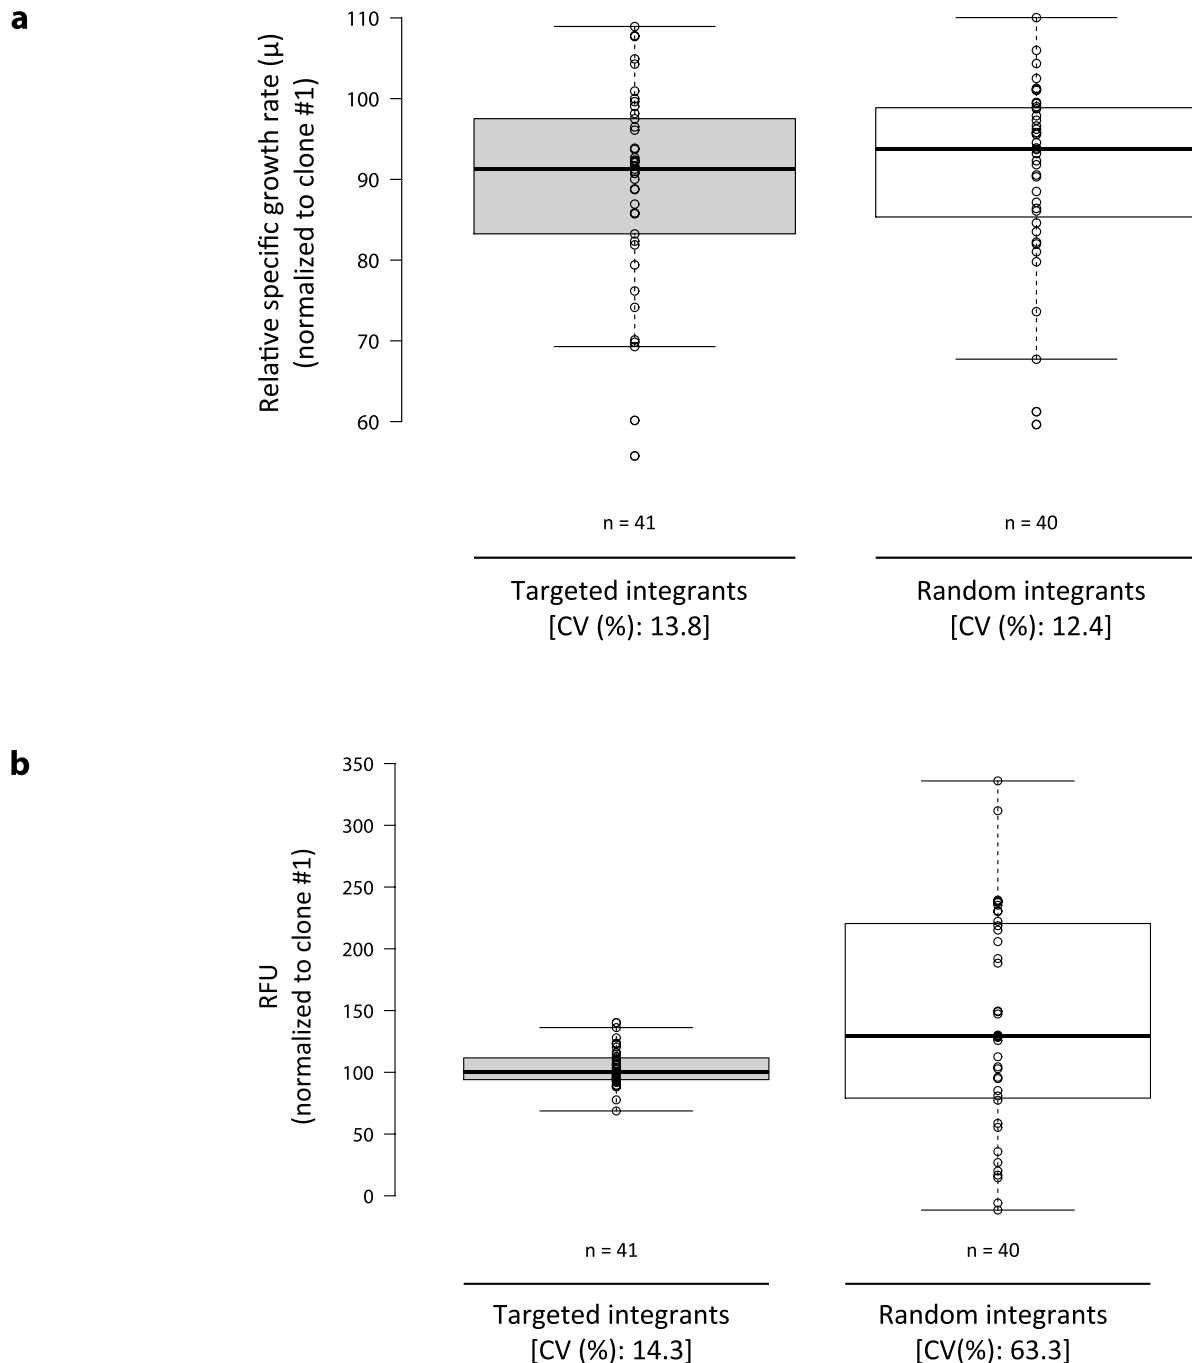 a
Relative specific growth rate (μ)
(normalized to clone #1)
110
100
90
80
70
60
n = 41
n = 40
Targeted integrants
[CV (%): 13.8]
Random integrants
[CV (%): 12.4]
b
RFU
(normalized to clone #1)
350
300
250
200
150
100
50
0
n = 41
n = 40
Targeted integrants
[CV (%): 14.3]
Random integrants
[CV(%): 63.3]